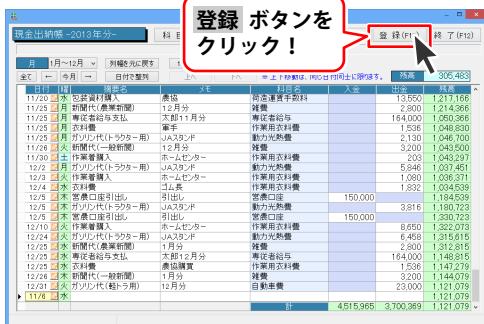 登録 ボタンを
クリック！
現金出納帳 -2013年分-
科 目
登 録(F11)
終 了(F12)
月 1月～12月 列幅を元に戻す
全て ← 今月 → 日付で整列 上へ 下へ ※上下移動は、同じ日付同士に限ります。 残高 305,483
日付 曜 摘要名 メモ 科目名 入金 出金 残高
11/20 水 包装資材購入 農協 荷造運賃手数料 13,550 1,217,166
11/25 月 新聞代(農業新聞) 12月分 雑費 2,800 1,214,366
11/25 月 専従者給与支払 太郎11月分 専従者給与 164,000 1,050,366
11/25 月 衣料費 軍手 作業用衣料費 1,536 1,048,830
11/25 月 ガソリン代(トラクター用) JAスタンド 動力光熱費 2,130 1,046,700
11/26 火 新聞代(一般新聞) 12月分 雑費 3,200 1,043,500
11/30 土 作業着購入 ホームセンター 作業用衣料費 203 1,043,297
12/2 月 ガソリン代(トラクター用) JAスタンド 動力光熱費 5,846 1,037,451
12/3 火 作業着購入 ホームセンター 作業用衣料費 1,080 1,036,371
12/4 水 衣料費 ゴム長 作業用衣料費 1,832 1,034,539
12/5 木 営農口座引出し 引出し 営農口座 150,000 1,184,539
12/5 木 ガソリン代(トラクター用) JAスタンド 動力光熱費 3,816 1,180,723
12/5 木 営農口座引出し 引出し 営農口座 150,000 1,330,723
12/10 火 作業着購入 ホームセンター 作業用衣料費 8,650 1,322,073
12/24 火 ガソリン代(トラクター用) JAスタンド 動力光熱費 6,458 1,315,615
12/25 水 新聞代(農業新聞) 1月分 雑費 2,800 1,312,815
12/25 水 専従者給与支払 太郎12月分 専従者給与 164,000 1,148,815
12/25 水 衣料費 農協購買 作業用衣料費 1,536 1,147,279
12/26 木 新聞代(一般新聞) 1月分 雑費 3,200 1,144,079
12/31 火 ガソリン代(軽トラ用) 12月分 自動車費 23,000 1,121,079
11/6 水 1,121,079
計 4,515,965 3,700,369 1,121,079